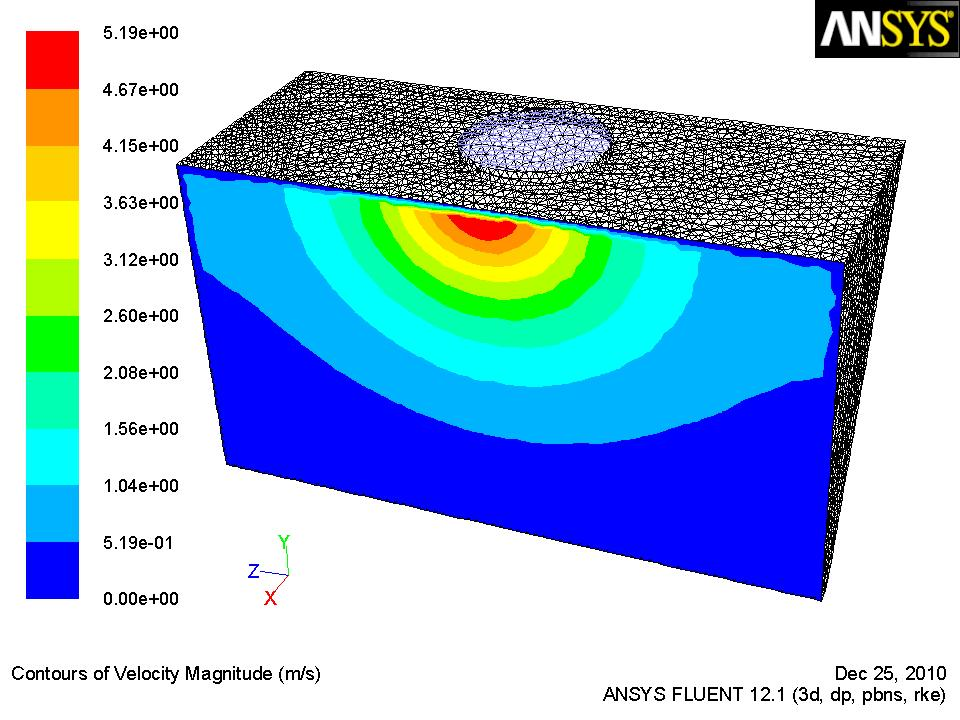 ANSYS
5.19e+00
4.67e+00
4.15e+00
3.63e+00
3.12e+00
2.60e+00
2.08e+00
1.56e+00
1.04e+00
5.19e-01
0.00e+00
Y
Z
X
Contours of Velocity Magnitude (m/s)
Dec 25, 2010
ANSYS FLUENT 12.1 (3d, dp, pbns, rke)